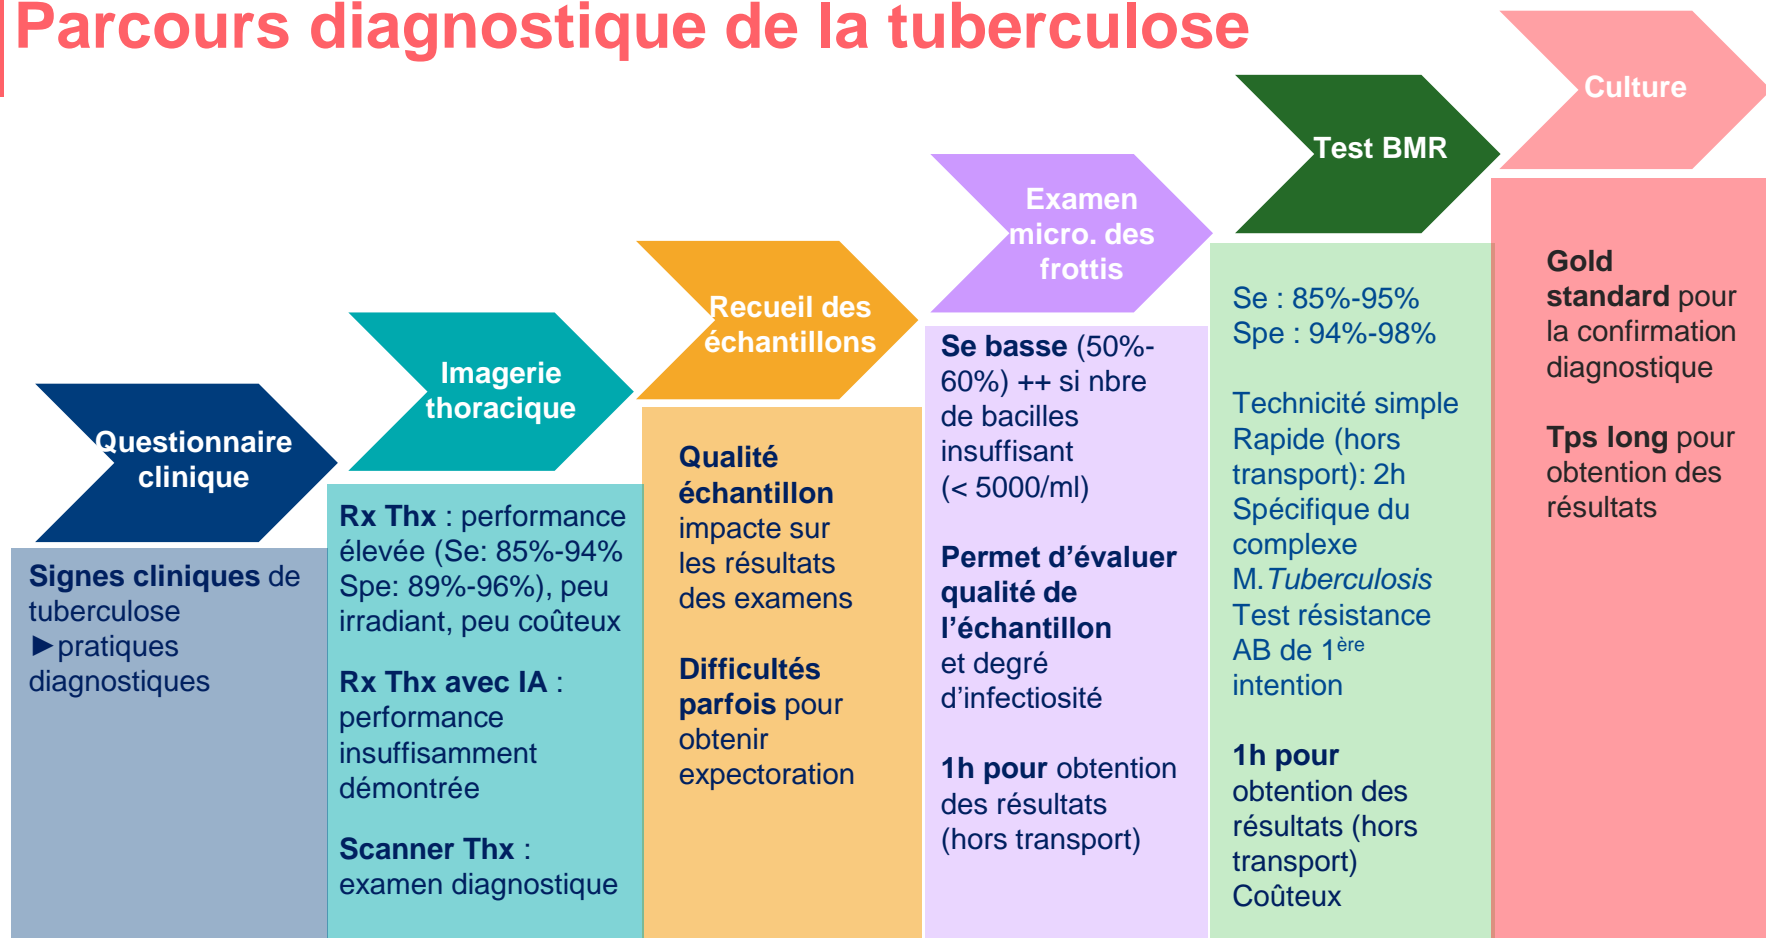 Parcours diagnostique de la tuberculose
Questionnaire
clinique
Signes cliniques de
tuberculose
►pratiques
diagnostiques
Imagerie
thoracique
Rx Thx : performance
élevée (Se: 85%-94%
Spe: 89%-96%), peu
irradiant, peu coûteux
Rx Thx avec IA :
performance
insuffisamment
démontrée
Scanner Thx :
examen diagnostique
Recueil des
échantillons
Qualité
échantillon
impacte sur
les résultats
des examens
Difficultés
parfois pour
obtenir
expectoration
Examen
micro. des
frottis
Se basse (50%-
60%) ++ si nbre
de bacilles
insuffisant
(< 5000/ml)
Permet d’évaluer
qualité de
l’échantillon
et degré
d’infectiosité
1h pour obtention
des résultats
(hors transport)
Test BMR
Se : 85%-95%
Spe : 94%-98%
Technicité simple
Rapide (hors
transport): 2h
Spécifique du
complexe
M.Tuberculosis
Test résistance
AB de 1ère
intention
1h pour
obtention des
résultats (hors
transport)
Coûteux
Culture
Gold
standard pour
la confirmation
diagnostique
Tps long pour
obtention des
résultats